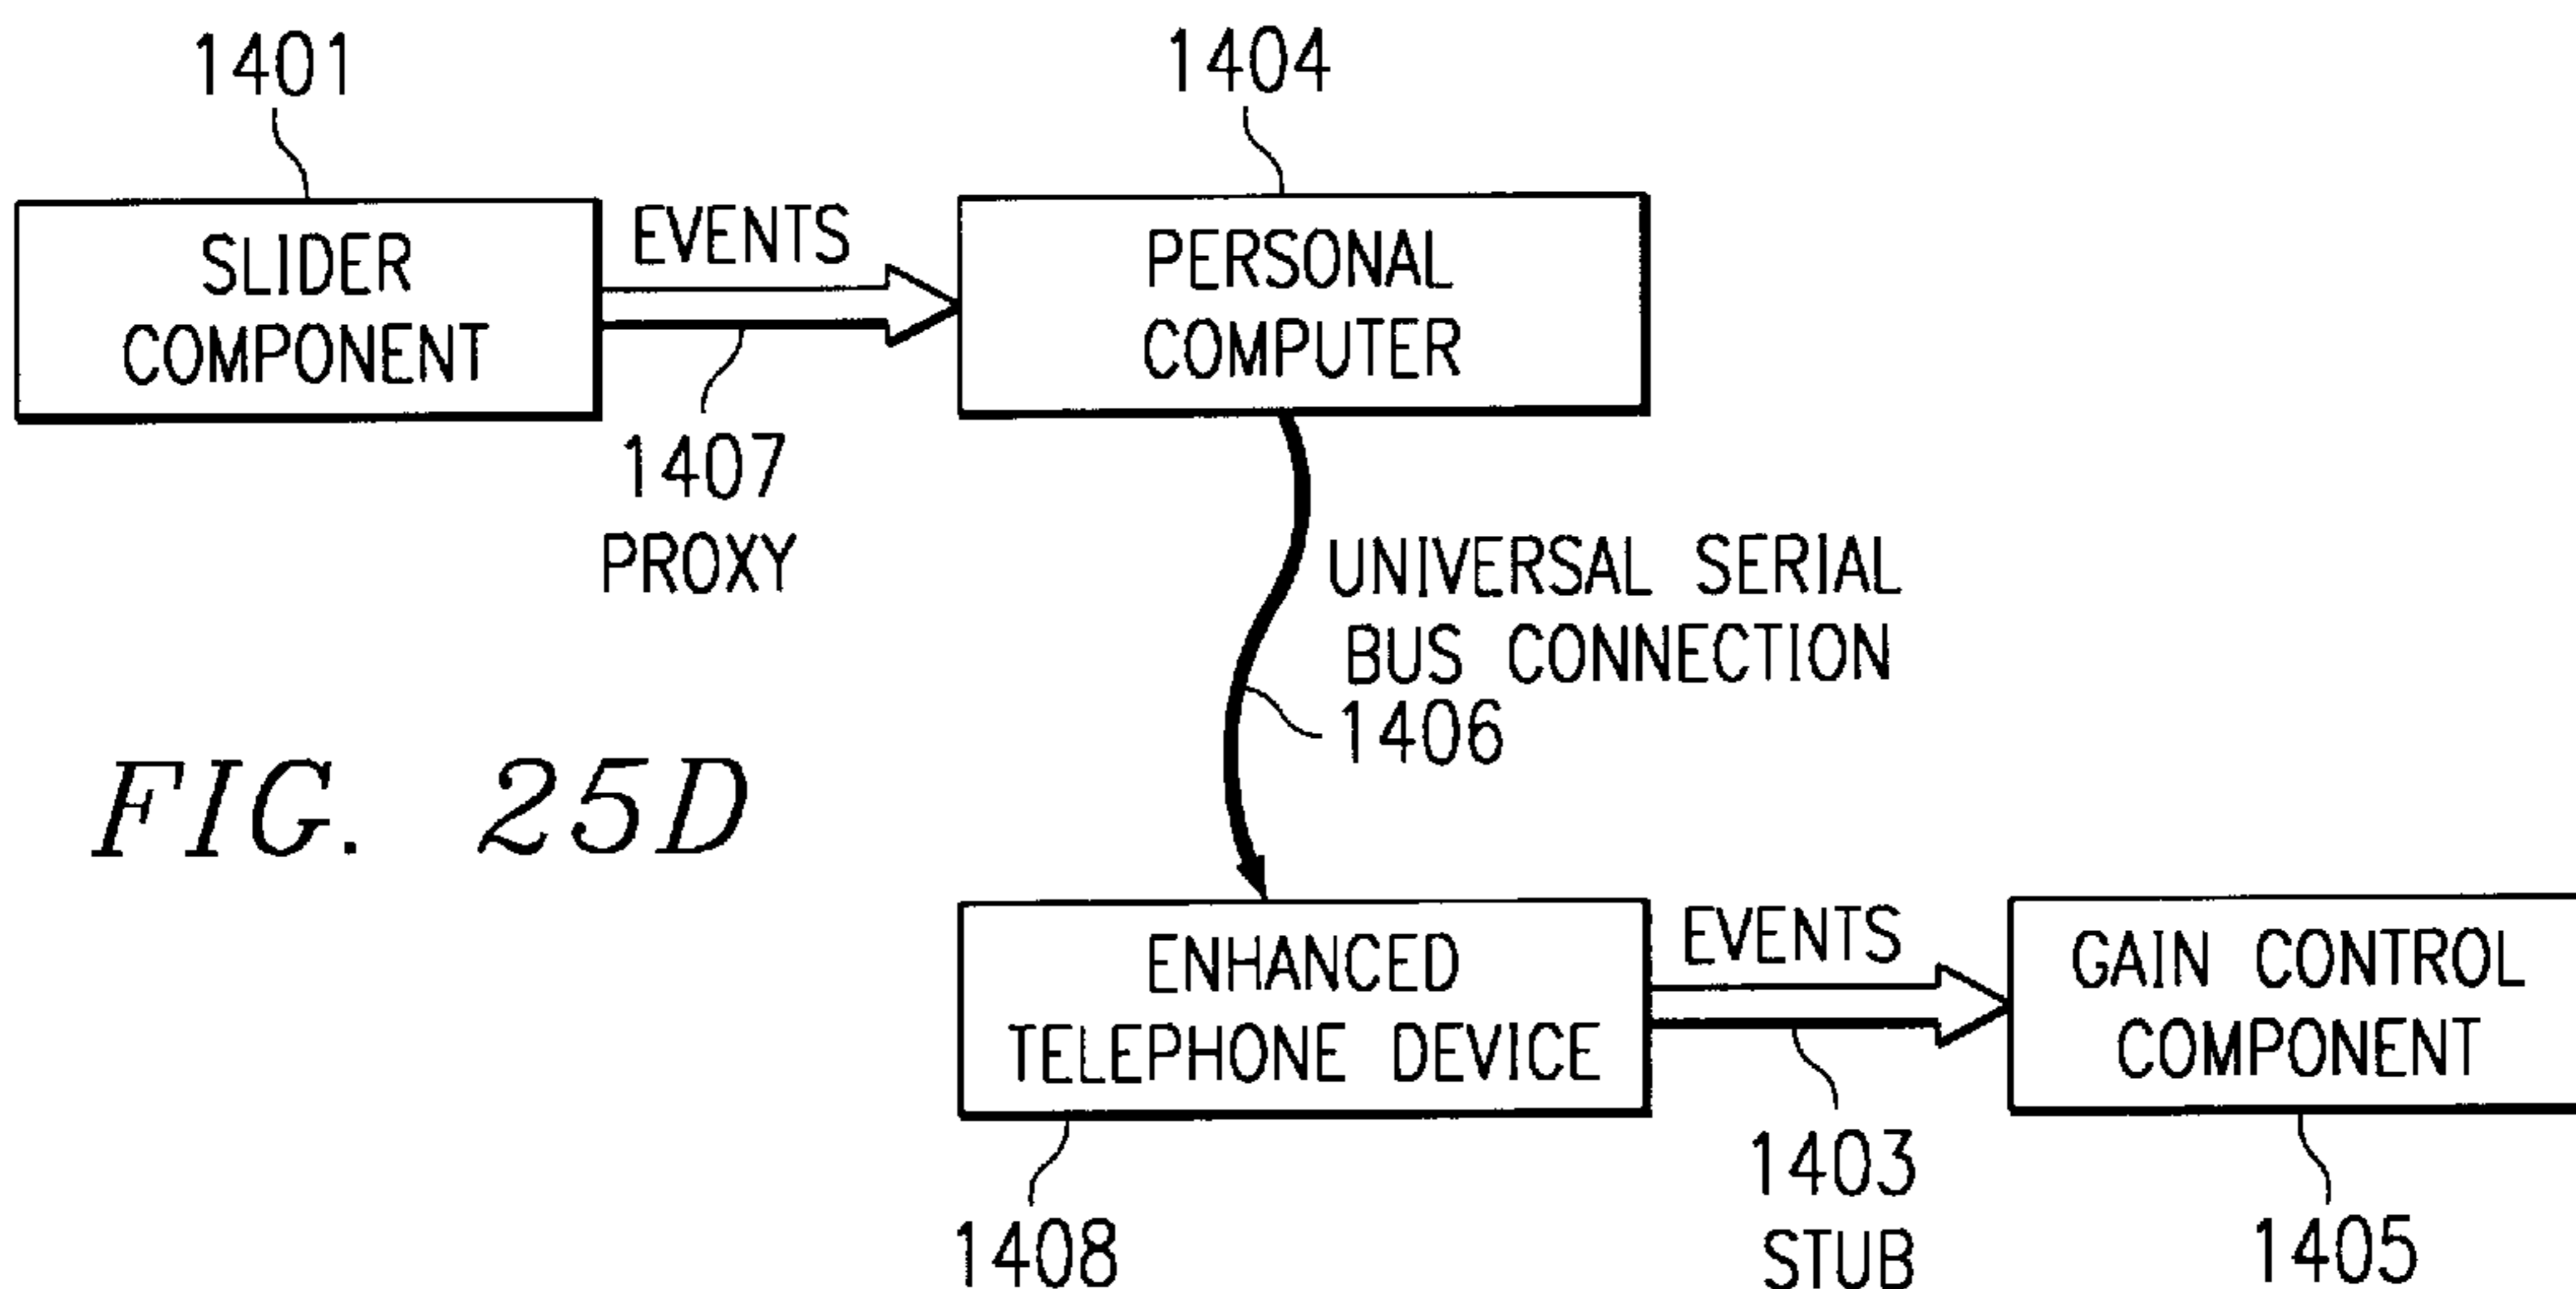 1401
1404
SLIDER
COMPONENT
EVENTS
PERSONAL
COMPUTER
1407
PROXY
UNIVERSAL SERIAL
BUS CONNECTION
1406
FIG. 25D
ENHANCED
TELEPHONE DEVICE
EVENTS
GAIN CONTROL
COMPONENT
1408
1403
STUB
1405